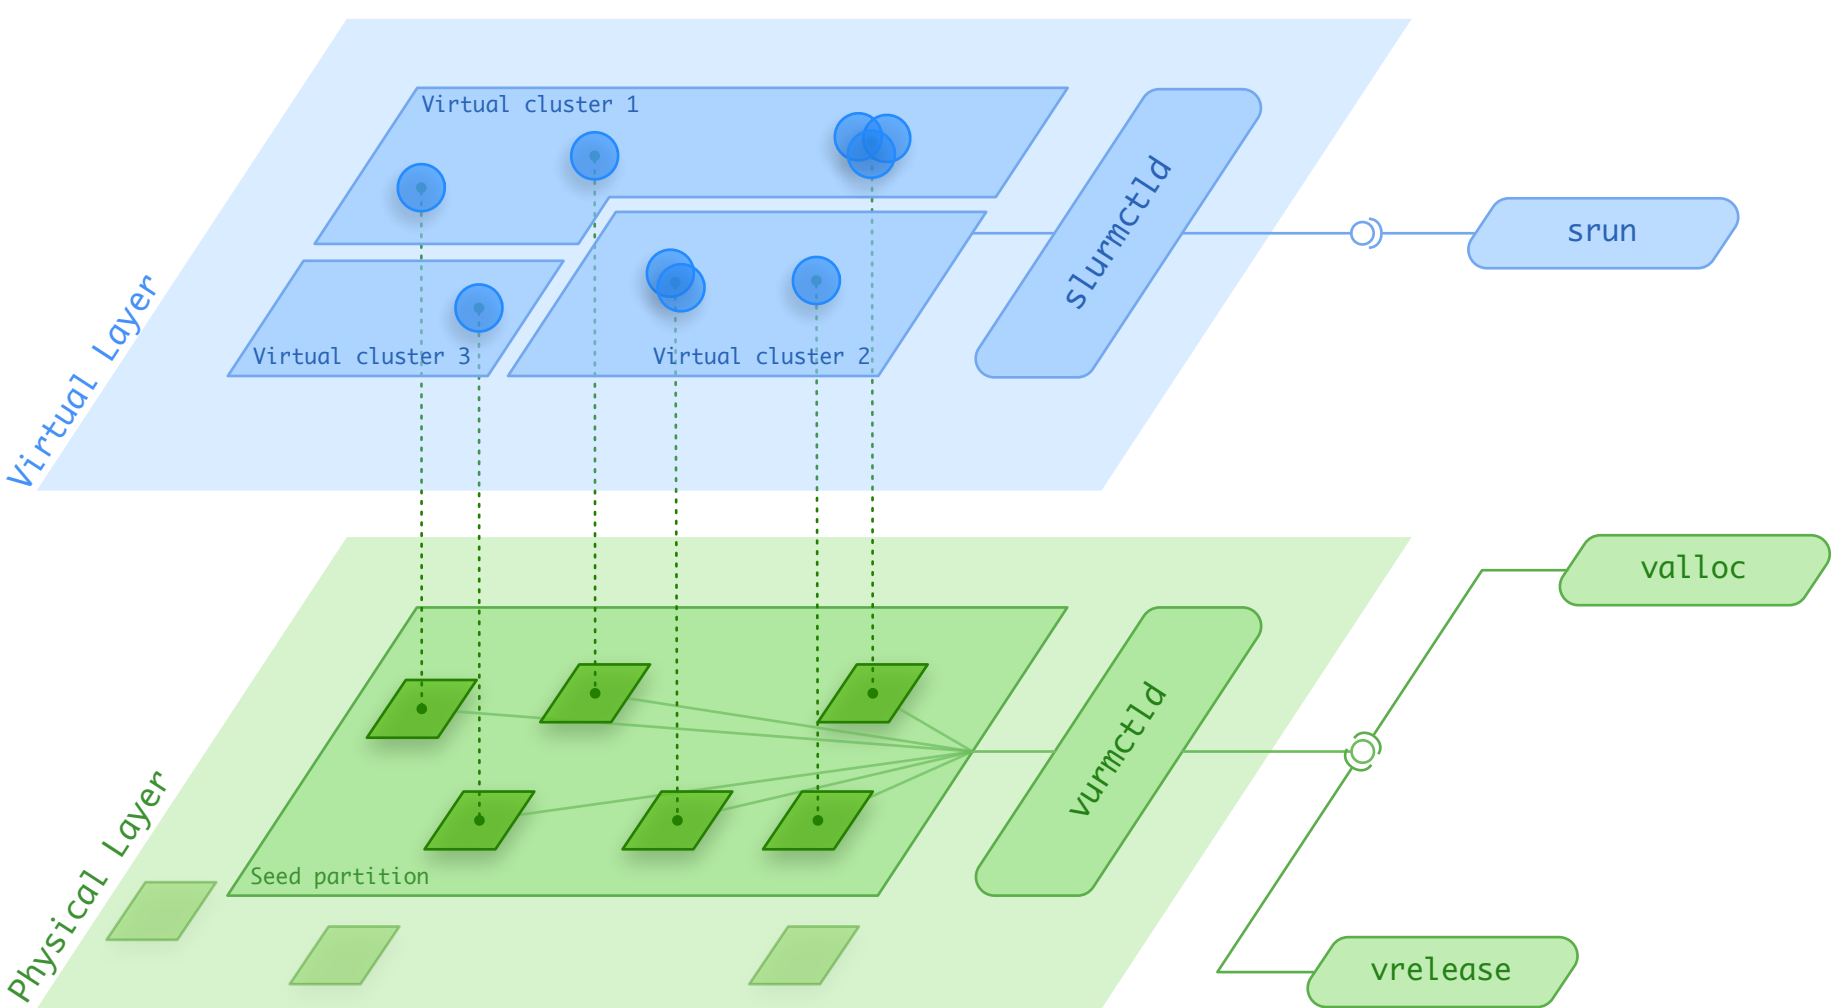 Virtual Layer
Virtual cluster 1
Virtual cluster 3
Virtual cluster 2
slurmctld
srun
Physical Layer
Seed partition
vurmctld
valloc
vrelease